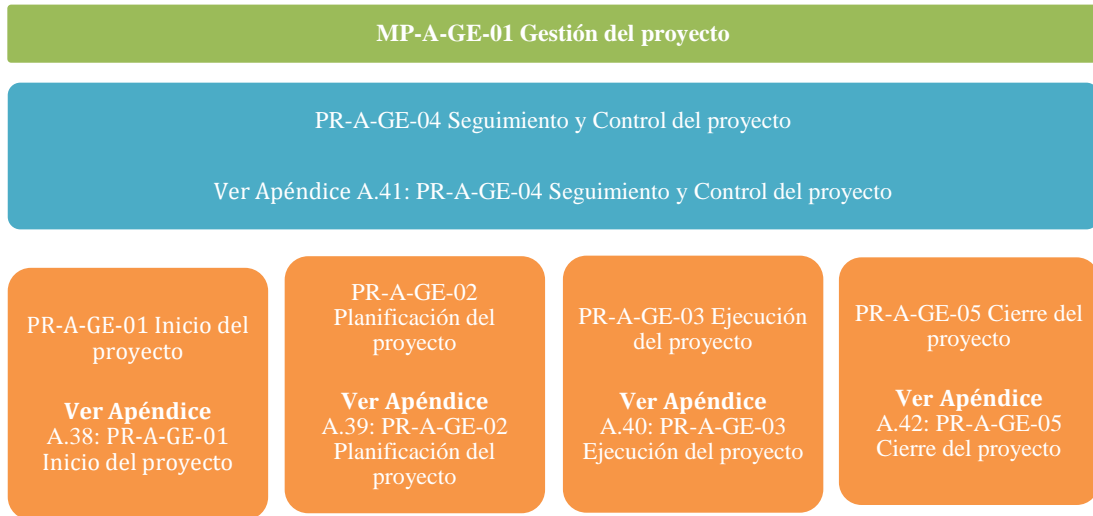 MP-A-GE-01 Gestión del proyecto
PR-A-GE-04 Seguimiento y Control del proyecto
Ver Apéndice A.41: PR-A-GE-04 Seguimiento y Control del proyecto
PR-A-GE-01 Inicio del
proyecto
Ver Apéndice
A.38: PR-A-GE-01
Inicio del proyecto
PR-A-GE-02
Planificación del
proyecto
Ver Apéndice
A.39: PR-A-GE-02
Planificación del
proyecto
PR-A-GE-03 Ejecución
del proyecto
Ver Apéndice
A.40: PR-A-GE-03
Ejecución del proyecto
PR-A-GE-05 Cierre del
proyecto
Ver Apéndice
A.42: PR-A-GE-05
Cierre del proyecto